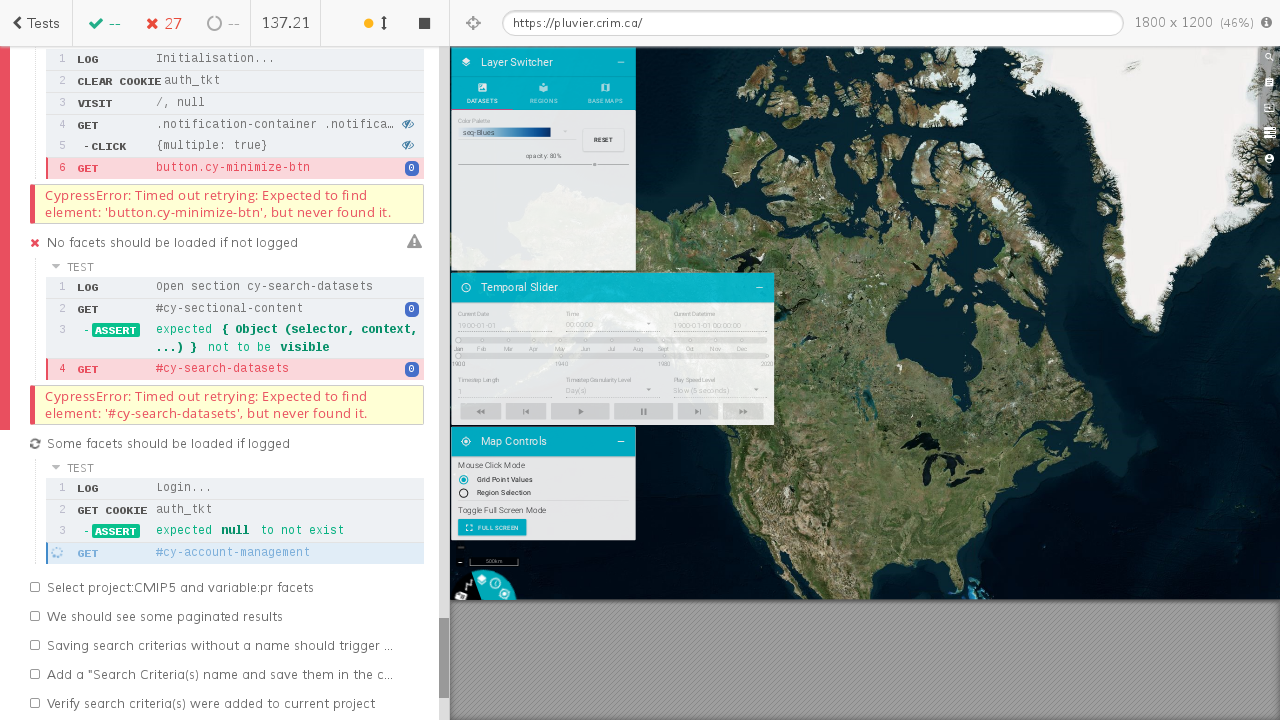 Tests -- 27 -- 137.21
https://pluvier.crim.ca/ 1800 x 1200 (46%)
1 LOG Initialisation...
2 CLEAR COOKIE auth_tkt
3 VISIT /, null
4 GET .notification-container .notifica…
5 -CLICK {multiple: true}
6 GET button.cy-minimize-btn 0
CypressError: Timed out retrying: Expected to find
element: 'button.cy-minimize-btn', but never found it.
No facets should be loaded if not logged
TEST
1 LOG Open section cy-search-datasets
2 GET #cy-sectional-content 0
3 -ASSERT expected { Object (selector, context,
...) } not to be visible
4 GET #cy-search-datasets 0
CypressError: Timed out retrying: Expected to find
element: '#cy-search-datasets', but never found it.
Some facets should be loaded if logged
TEST
1 LOG Login...
2 GET COOKIE auth_tkt
3 -ASSERT expected null to not exist
GET #cy-account-management
Select project:CMIP5 and variable:pr facets
We should see some paginated results
Saving search criterias without a name should trigger ...
Add a "Search Criteria(s) name and save them in the c...
Verify search criteria(s) were added to current project
Layer Switcher
DATASETS REGIONS BASE MAPS
Color Palette
seq-Blues RESET
opacity: 80%
Temporal Slider
Current Date Time Current Datetime
1900-01-01 00:00:00 1900-01-01 00:00:00
Jan Feb Mar Apr May Jun Jul Aug Sept Oct Nov Dec
1900 1940 1980 2020
Timestep Length Timestep Granularity Level Play Speed Level
1 Day(s) Slow (5 seconds)
Map Controls
Mouse Click Mode
Grid Point Values
Region Selection
Toggle Full Screen Mode
FULL SCREEN
500km